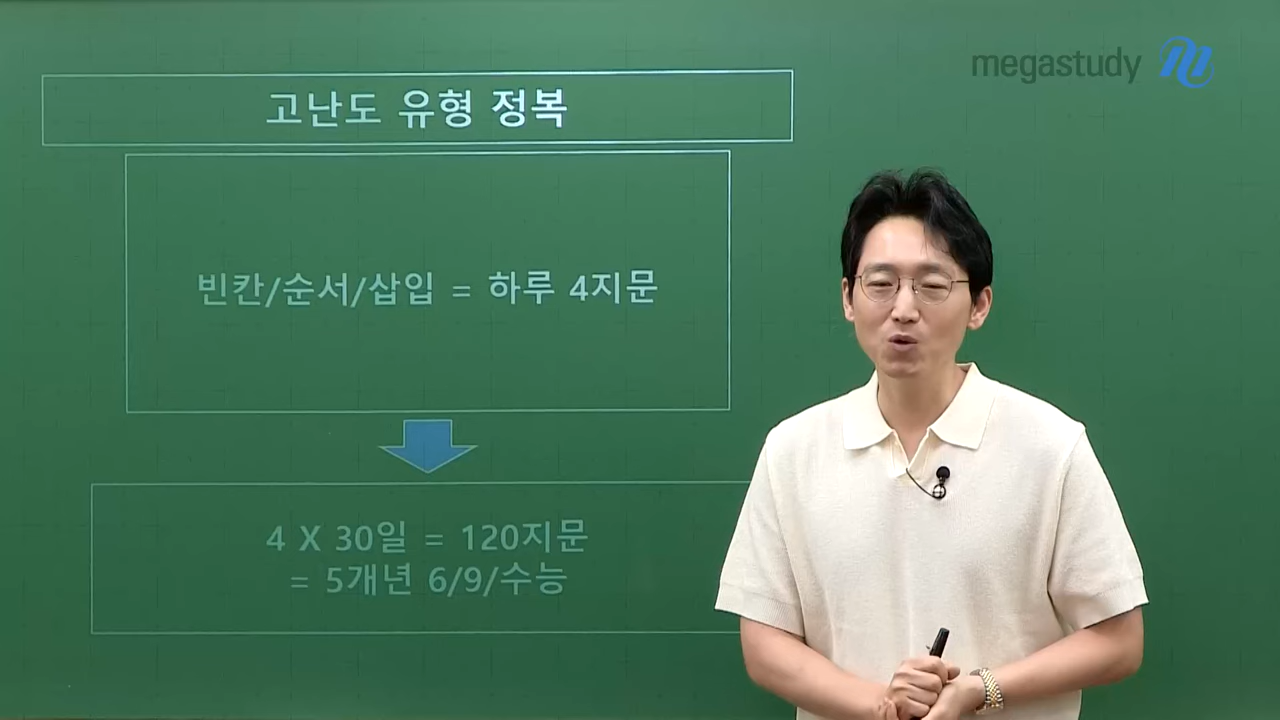 megastudy
고난도 유형 정복
빈칸/순서/삽입 = 하루 4지문
4 X 30일 = 120지문
= 5개년 6/9/수능